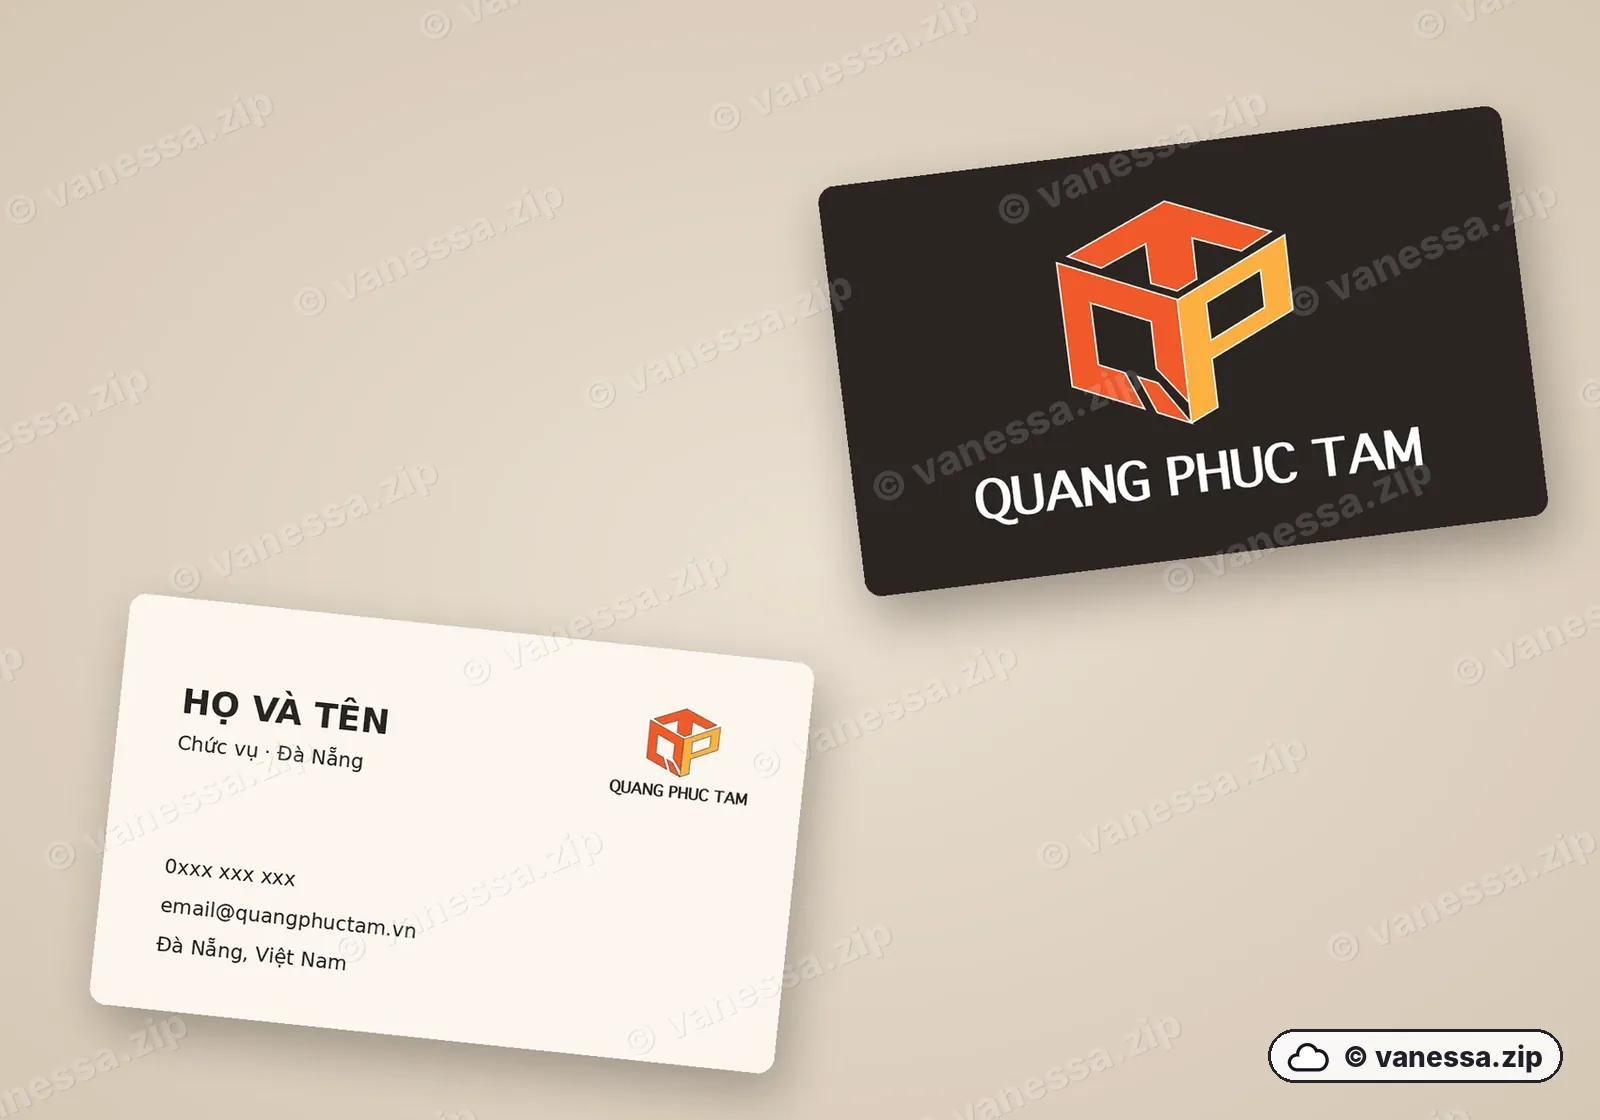 QUANG PHUC TAM
HỌ VÀ TÊN
Chức vụ · Đà Nẵng
QUANG PHUC TAM
0xxx xxx xxx
email@quangphuctam.vn
Đà Nẵng, Việt Nam
© vanessa.zip